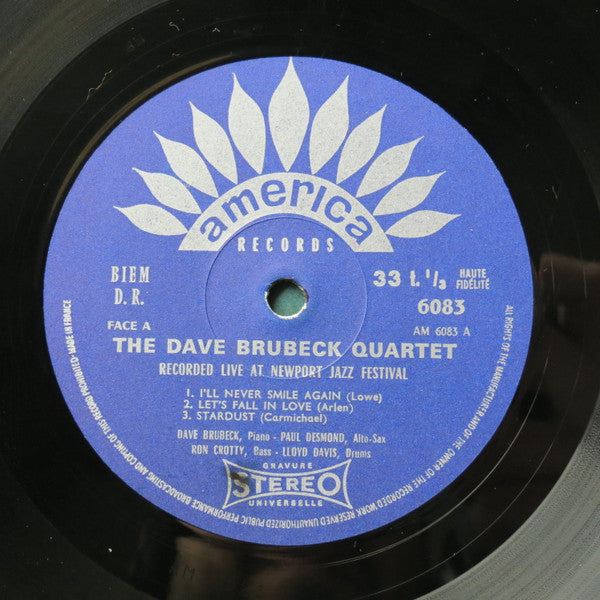 america
RECORDS
BIEM
D. R.
33 t. 1/3
HAUTE
FIDÉLITÉ
6083
AM 6083 A
FACE A
THE DAVE BRUBECK QUARTET
RECORDED LIVE AT NEWPORT JAZZ FESTIVAL
1. I'LL NEVER SMILE AGAIN (Lowe)
2. LET'S FALL IN LOVE (Arlen)
3. STARDUST (Carmichael)
DAVE BRUBECK, Piano - PAUL DESMOND, Alto-Sax
RON CROTTY, Bass - LLOYD DAVIS, Drums
GRAVURE
STEREO
UNIVERSELLE
ALL RIGHTS OF THE MANUFACTURER AND OF THE OWNER OF THE RECORDED WORK RESERVED UNAUTHORIZED PUBLIC PERFORMANCE BROADCASTING AND COPYING OF THIS RECORD PROHIBITED · MADE IN FRANCE